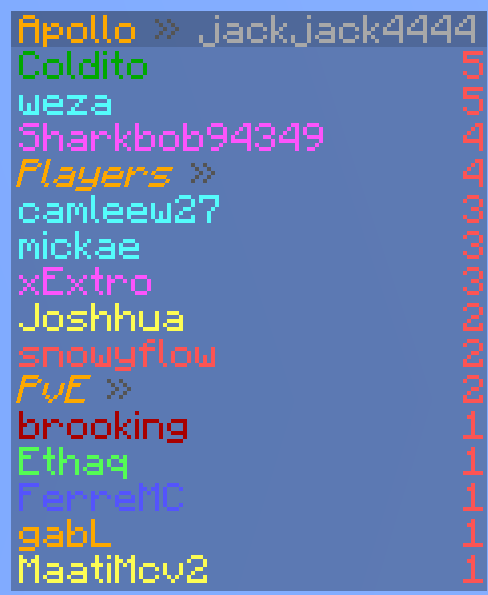 Apollo » jackjack4444
Coldito 5
weza 5
Sharkbob94349 4
Players » 4
camleew27 3
mickae 3
xExtro 3
Joshhua 2
snowyflow 2
PvE » 2
brooking 1
Ethaq 1
FerreMC 1
gabL 1
MaatiMcv2 1